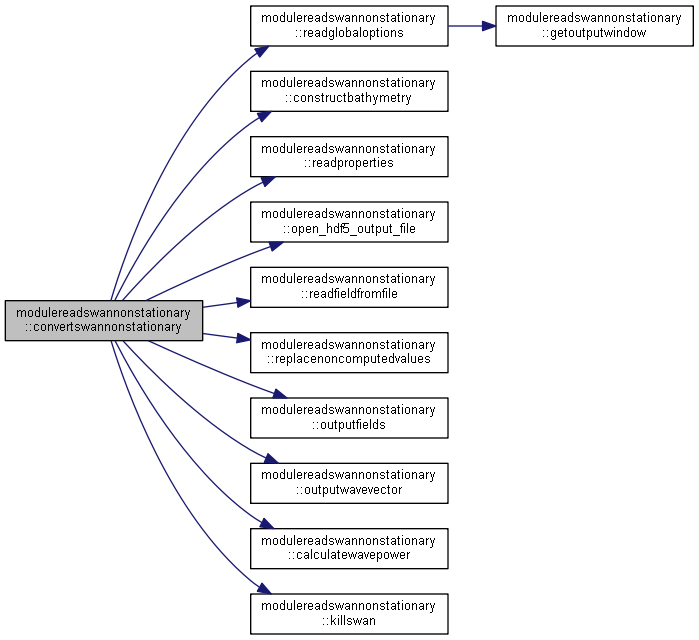 modulereadswannonstationary
::convertswannonstationary
modulereadswannonstationary
::readglobaloptions
modulereadswannonstationary
::getoutputwindow
modulereadswannonstationary
::constructbathymetry
modulereadswannonstationary
::readproperties
modulereadswannonstationary
::open_hdf5_output_file
modulereadswannonstationary
::readfieldfromfile
modulereadswannonstationary
::replacenoncomputedvalues
modulereadswannonstationary
::outputfields
modulereadswannonstationary
::outputwavevector
modulereadswannonstationary
::calculatewavepower
modulereadswannonstationary
::killswan